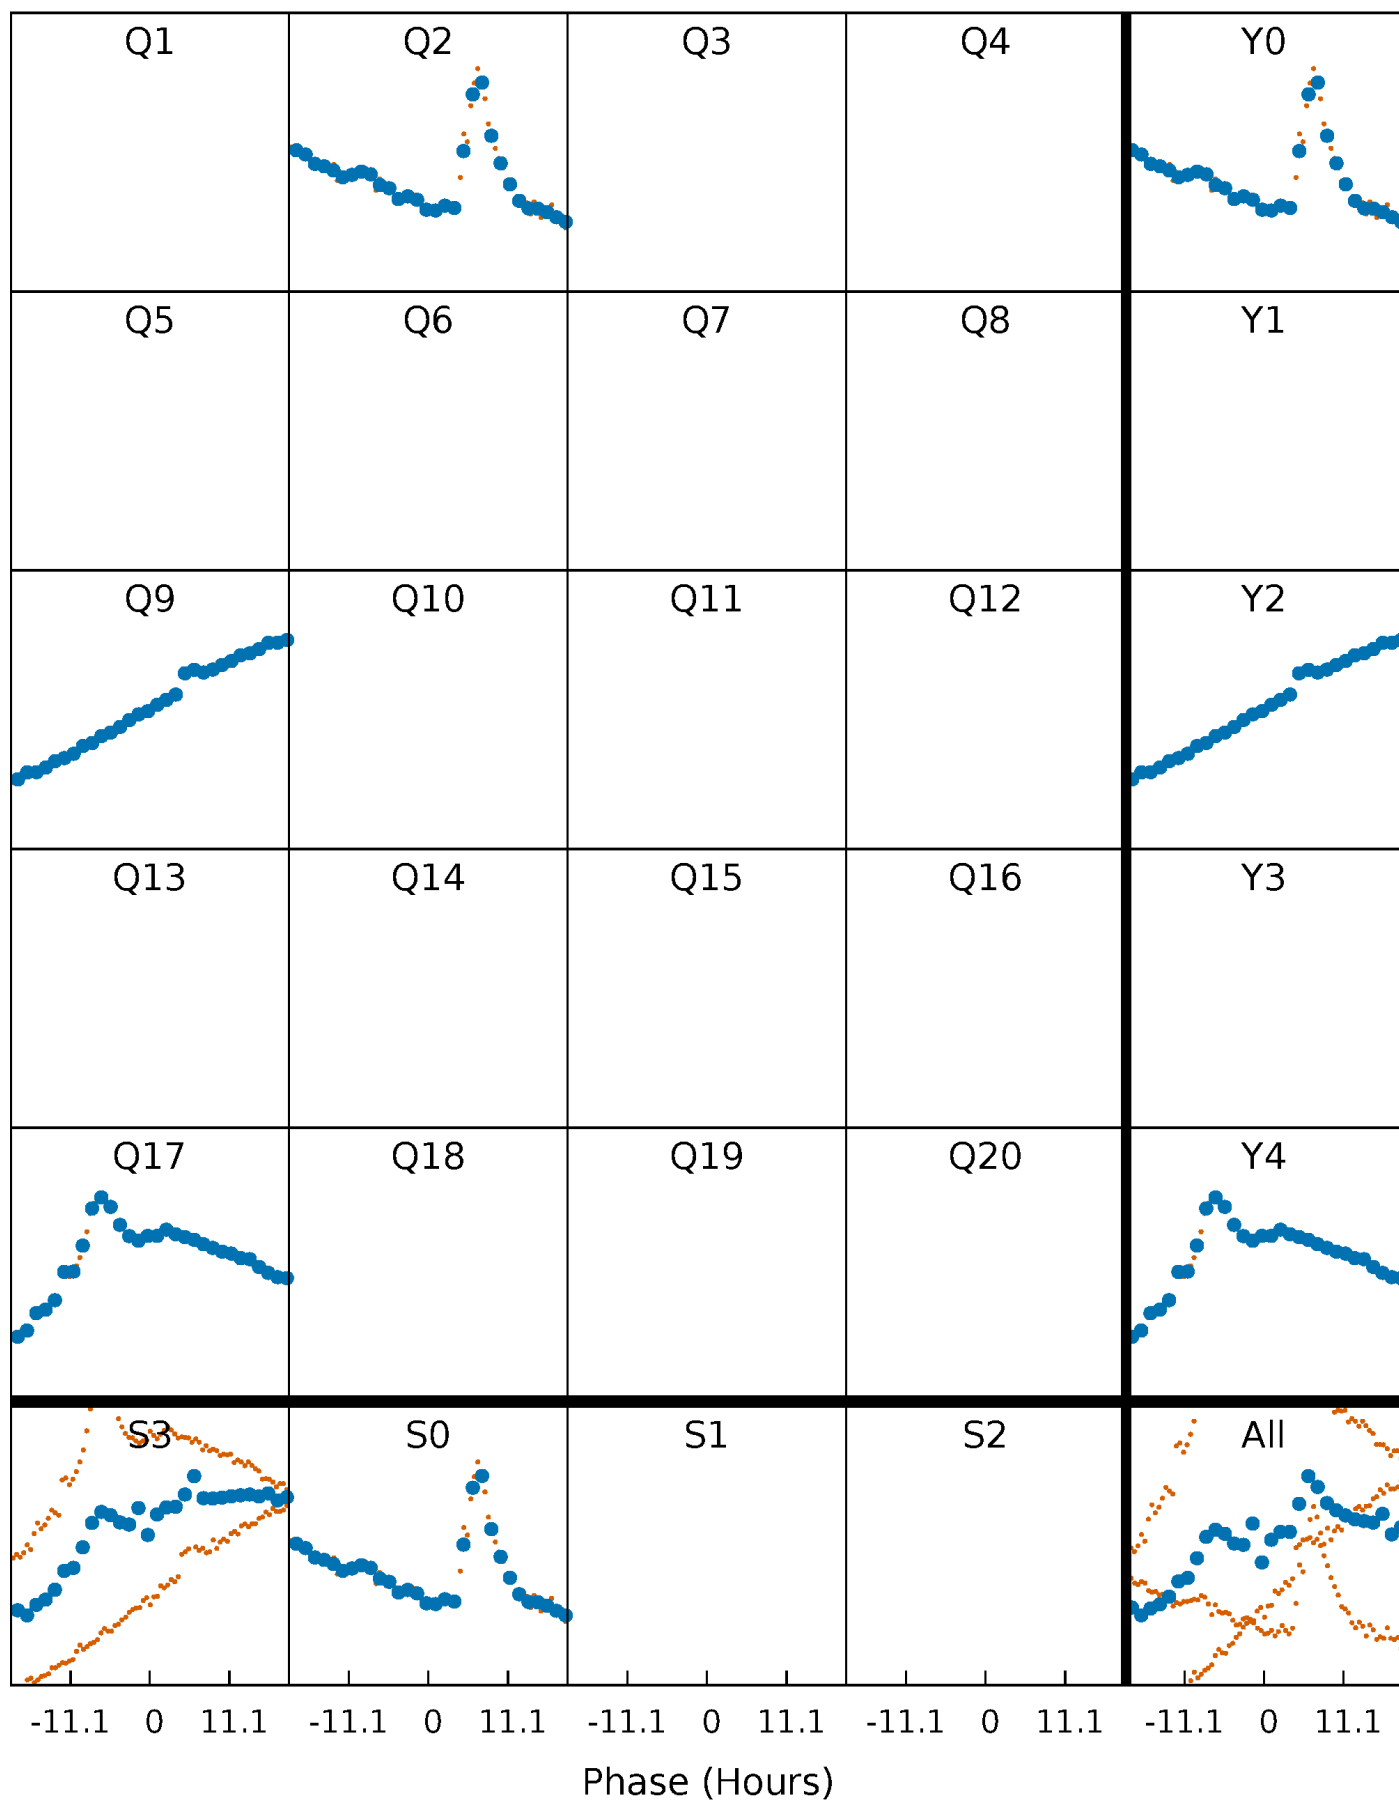 Q1 Q2 Q3 Q4 Y0
Q5 Q6 Q7 Q8 Y1
Q9 Q10 Q11 Q12 Y2
Q13 Q14 Q15 Q16 Y3
Q17 Q18 Q19 Q20 Y4
S3 S0 S1 S2 All
-11.1 0 11.1 -11.1 0 11.1 -11.1 0 11.1 -11.1 0 11.1 -11.1 0 11.1
Phase (Hours)